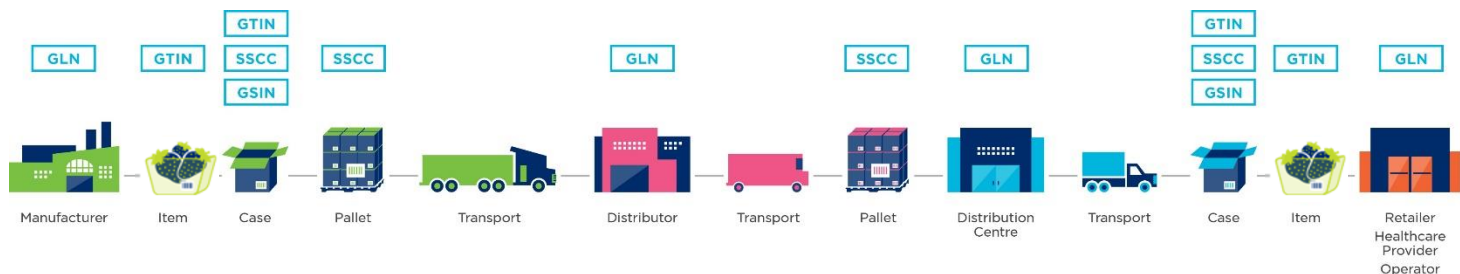 GTIN
GTIN
GLN
GTIN
SSCC
SSCC
GLN
SSCC
GLN
SSCC
GTIN
GLN
GSIN
GSIN
Manufacturer
Item
Case
Pallet
Transport
Distributor
Transport
Pallet
Distribution
Centre
Transport
Case
Item
Retailer
Healthcare
Provider
Operator